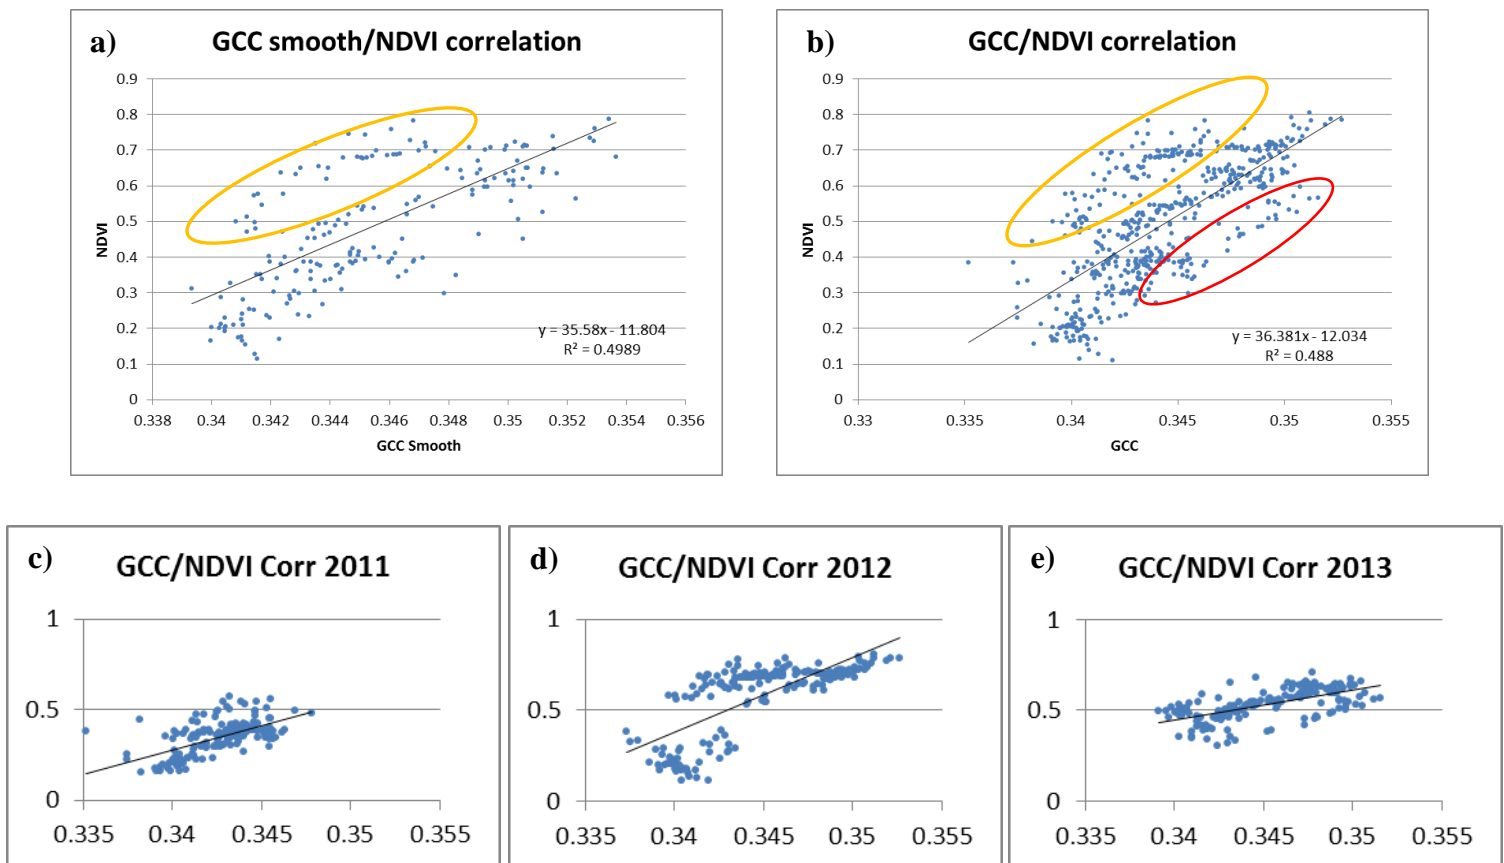 a)
GCC smooth/NDVI correlation
NDVI
0.9
0.8
0.7
0.6
0.5
0.4
0.3
0.2
0.1
0
y = 35.58x - 11.804
R² = 0.4989
0.338 0.34 0.342 0.344 0.346 0.348 0.35 0.352 0.354 0.356
GCC Smooth
b)
GCC/NDVI correlation
NDVI
0.9
0.8
0.7
0.6
0.5
0.4
0.3
0.2
0.1
0
y = 36.381x - 12.034
R² = 0.488
0.33 0.335 0.34 0.345 0.35 0.355
GCC
c)
GCC/NDVI Corr 2011
1
0.5
0
0.335 0.34 0.345 0.35 0.355
d)
GCC/NDVI Corr 2012
1
0.5
0
0.335 0.34 0.345 0.35 0.355
e)
GCC/NDVI Corr 2013
1
0.5
0
0.335 0.34 0.345 0.35 0.355